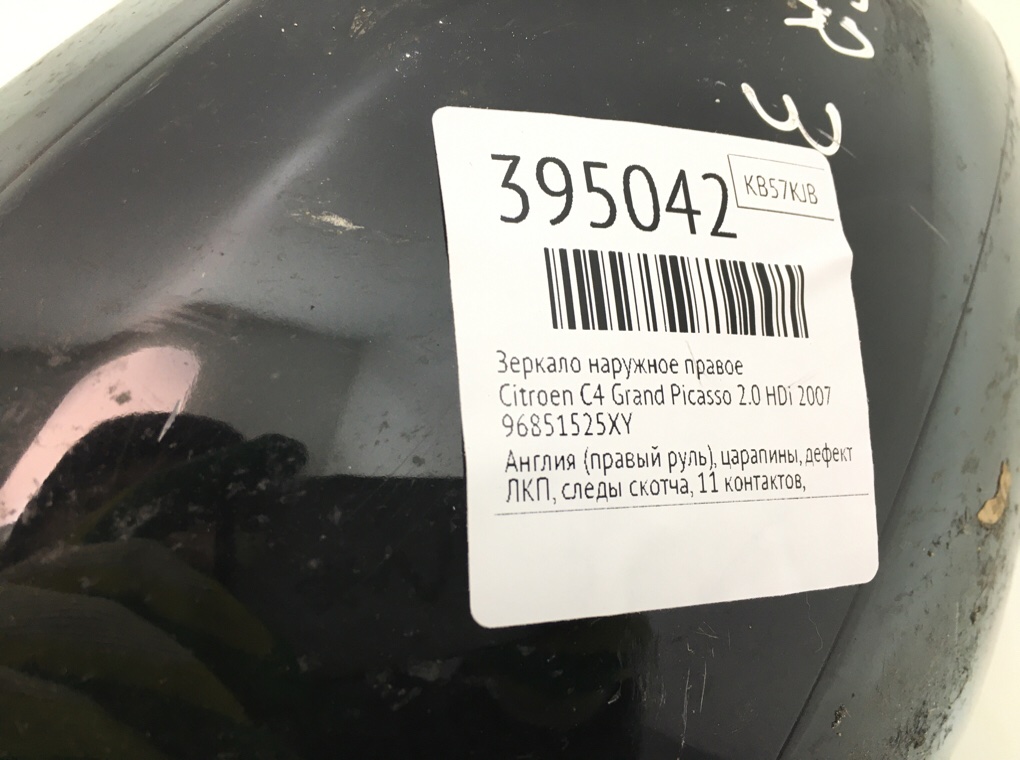 395042
KB57KJB
Зеркало наружное правое
Citroen C4 Grand Picasso 2.0 HDi 2007
96851525XY
Англия (правый руль), царапины, дефект
ЛКП, следы скотча, 11 контактов,